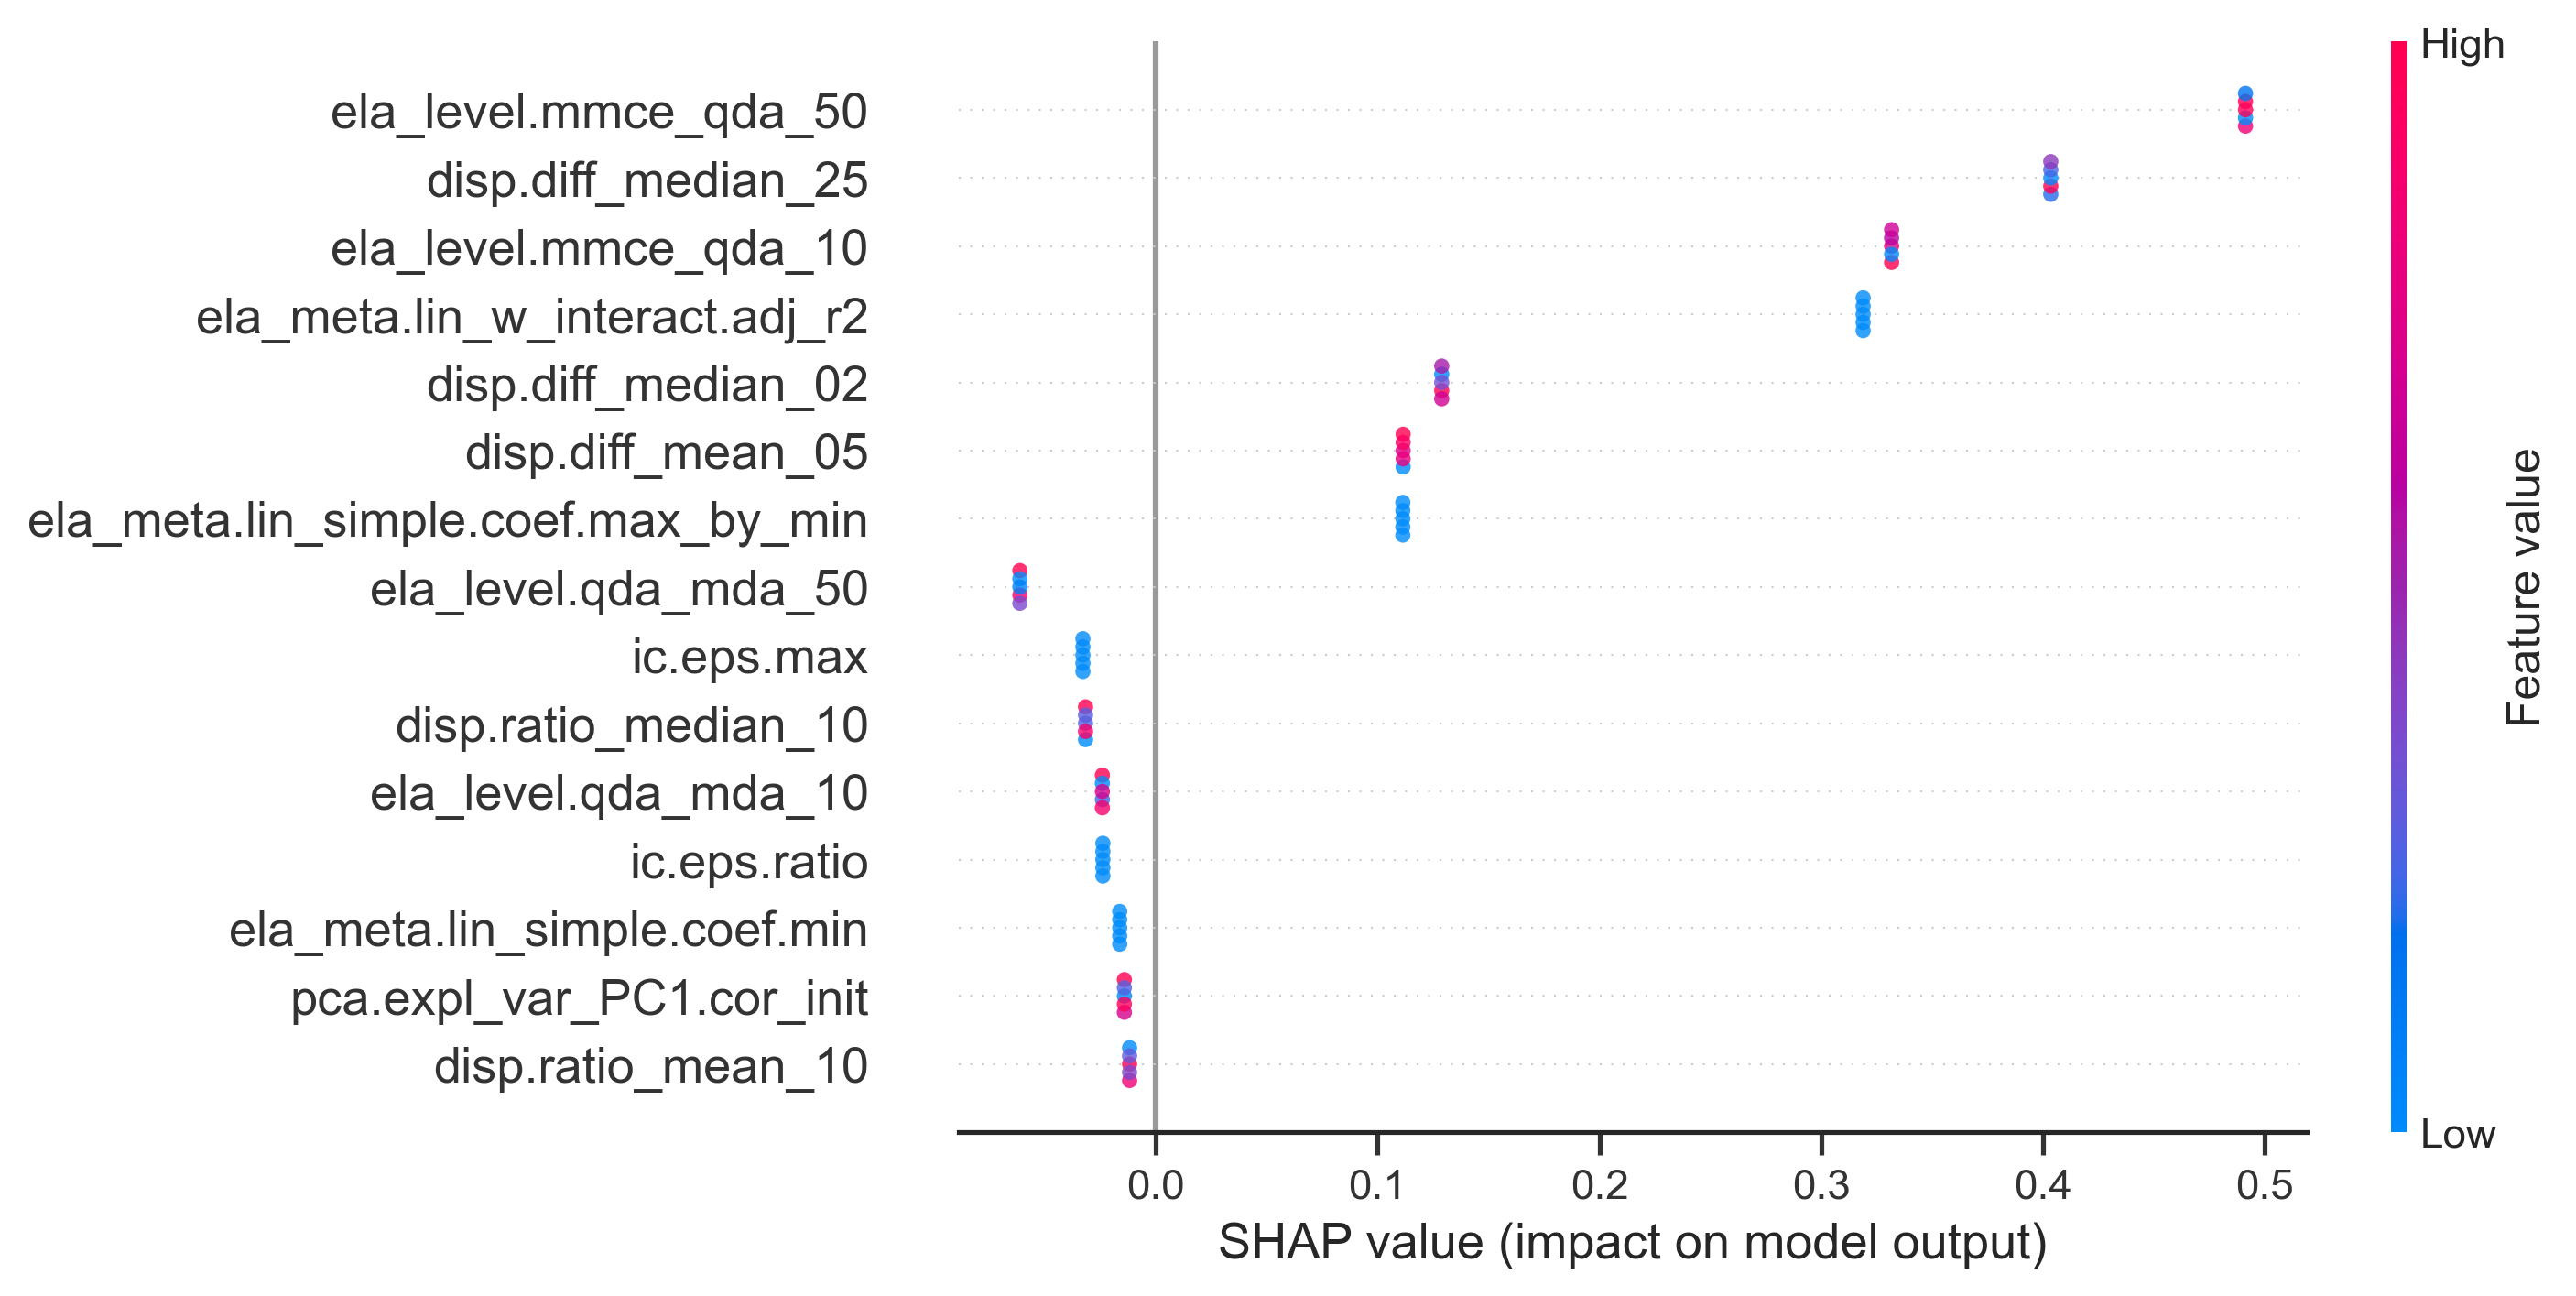 High
ela_level.mmce_qda_50
disp.diff_median_25
ela_level.mmce_qda_10
ela_meta.lin_w_interact.adj_r2
disp.diff_median_02
disp.diff_mean_05
ela_meta.lin_simple.coef.max_by_min
ela_level.qda_mda_50
ic.eps.max
disp.ratio_median_10
ela_level.qda_mda_10
ic.eps.ratio
ela_meta.lin_simple.coef.min
pca.expl_var_PC1.cor_init
disp.ratio_mean_10
Feature value
Low
0.0 0.1 0.2 0.3 0.4 0.5
SHAP value (impact on model output)